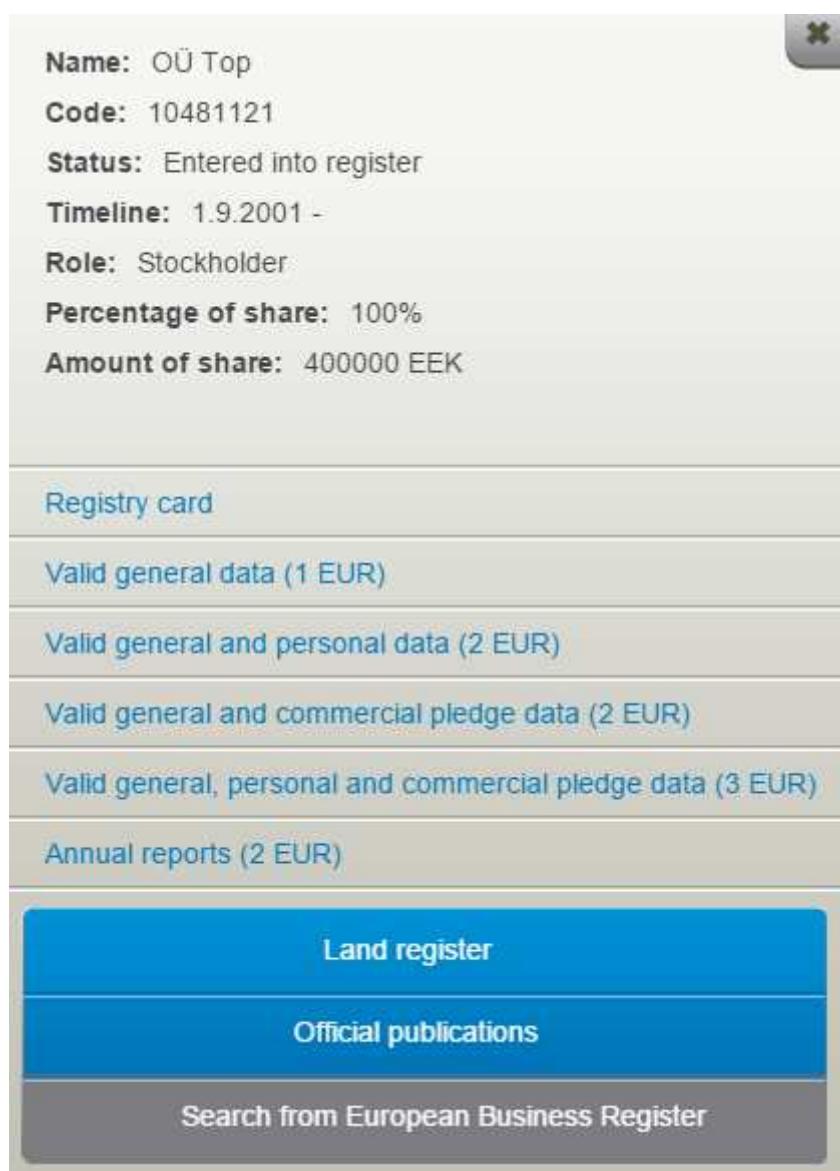 Name: OÜ Top
Code: 10481121
Status: Entered into register
Timeline: 1.9.2001 -
Role: Stockholder
Percentage of share: 100%
Amount of share: 400000 EEK
Registry card
Valid general data (1 EUR)
Valid general and personal data (2 EUR)
Valid general and commercial pledge data (2 EUR)
Valid general, personal and commercial pledge data (3 EUR)
Annual reports (2 EUR)
Land register
Official publications
Search from European Business Register